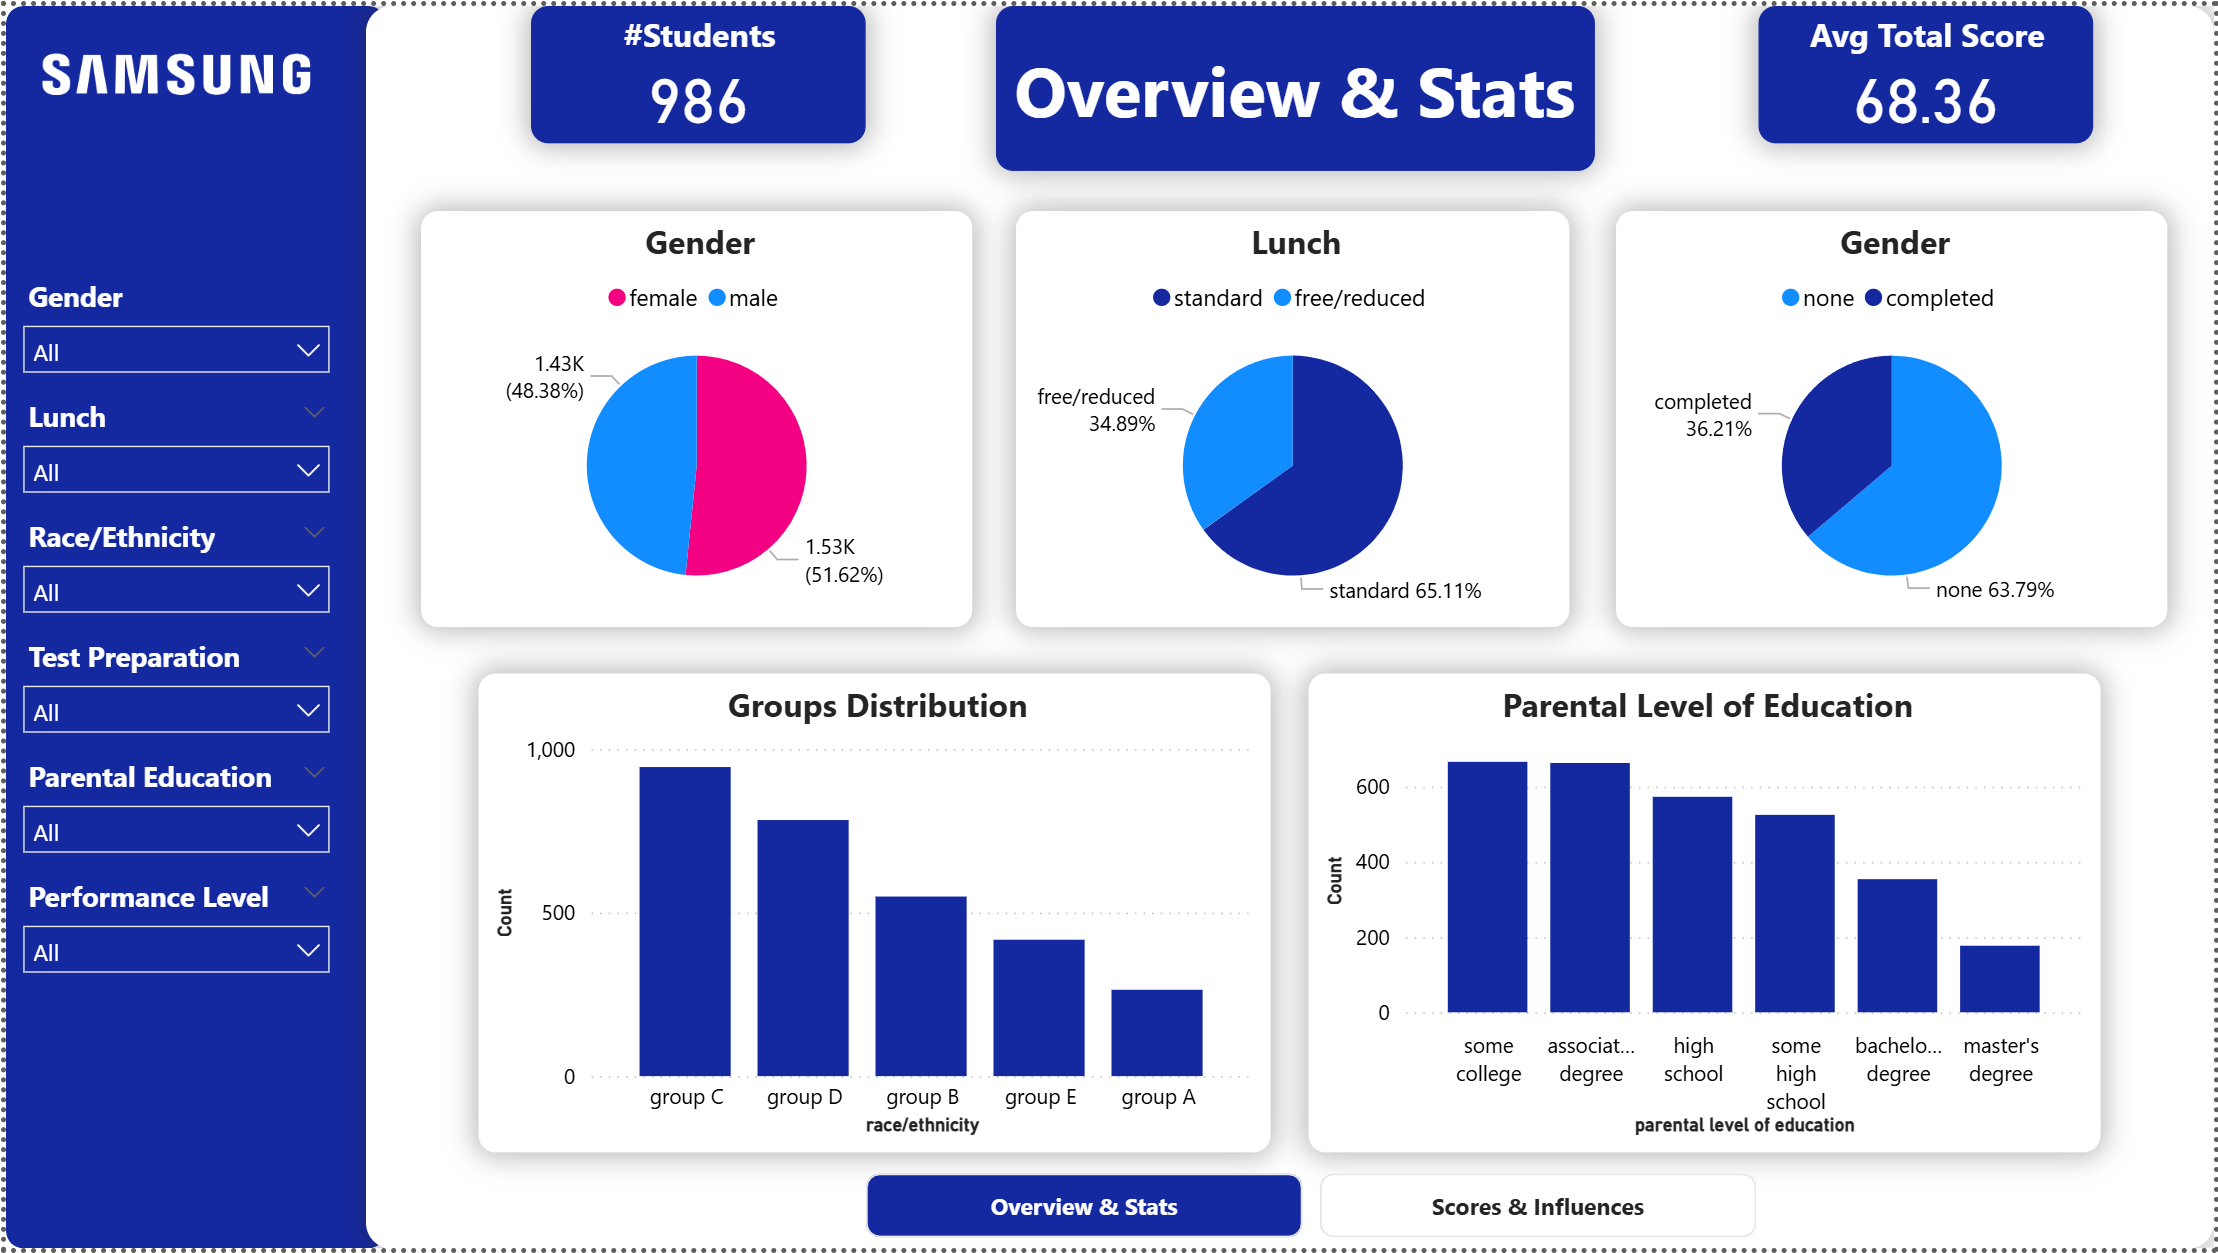 SAMSUNG
#Students
986
Overview & Stats
Avg Total Score
68.36
Gender
All
Lunch
All
Race/Ethnicity
All
Test Preparation
All
Parental Education
All
Performance Level
All
Gender
female male
1.43K
(48.38%)
1.53K
(51.62%)
Lunch
standard free/reduced
free/reduced
34.89%
standard 65.11%
Gender
none completed
completed
36.21%
none 63.79%
Groups Distribution
Count
1,000
500
0
group C group D group B group E group A
race/ethnicity
Parental Level of Education
Count
600
400
200
0
some college
associat... degree
high school
some high school
bachelo... degree
master's degree
parental level of education
Overview & Stats
Scores & Influences